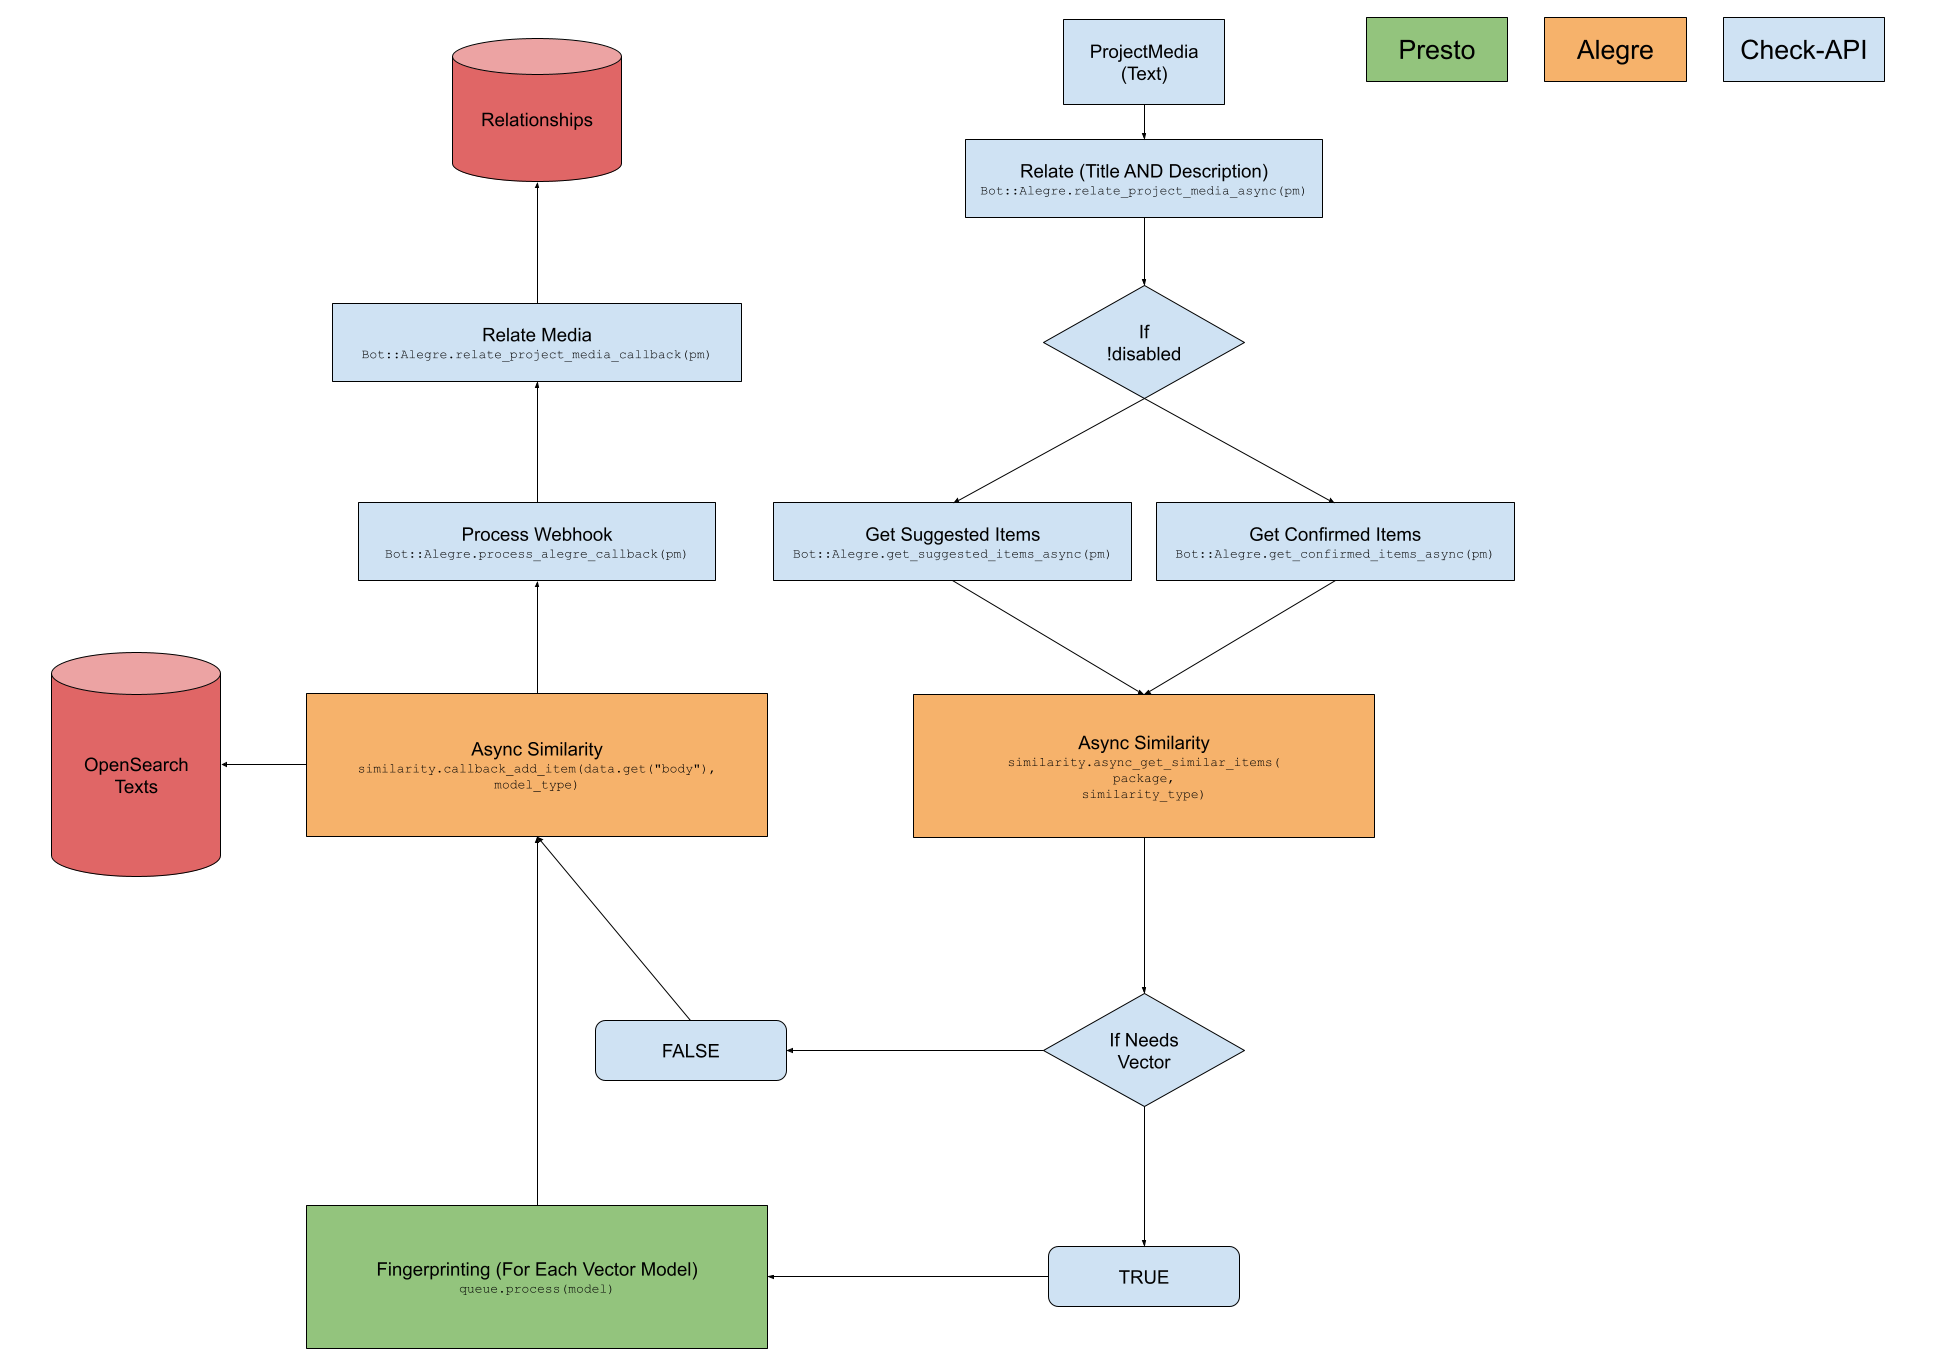 Presto
Alegre
Check-API
ProjectMedia
(Text)
Relate (Title AND Description)
Bot::Alegre.relate_project_media_async(pm)
If
!disabled
Get Suggested Items
Bot::Alegre.get_suggested_items_async(pm)
Get Confirmed Items
Bot::Alegre.get_confirmed_items_async(pm)
Async Similarity
similarity.async_get_similar_items(
package,
similarity_type)
If Needs
Vector
FALSE
TRUE
Fingerprinting (For Each Vector Model)
queue.process(model)
Async Similarity
similarity.callback_add_item(data.get("body"),
model_type)
OpenSearch
Texts
Process Webhook
Bot::Alegre.process_alegre_callback(pm)
Relate Media
Bot::Alegre.relate_project_media_callback(pm)
Relationships